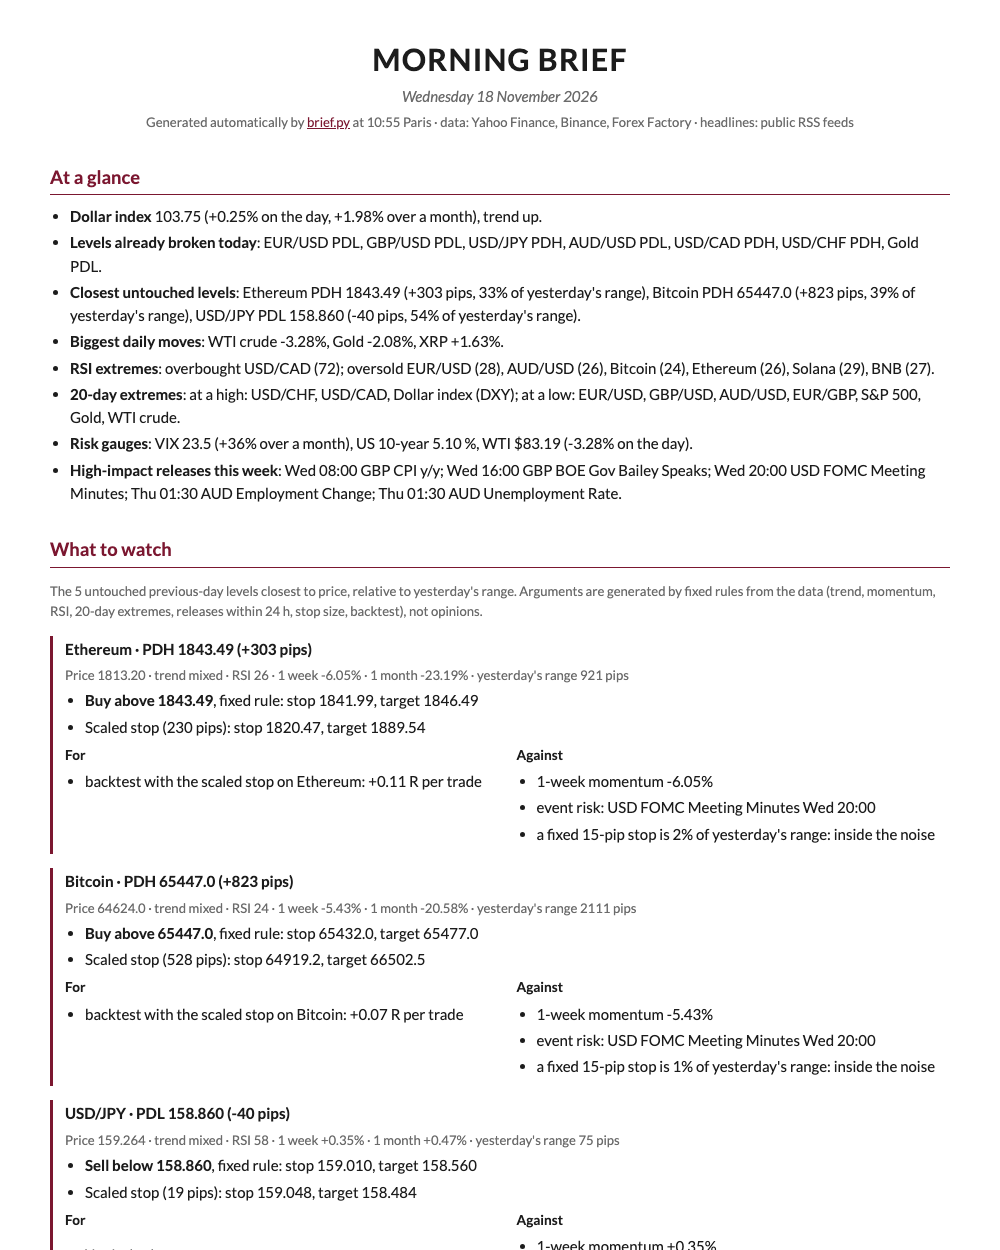 MORNING BRIEF
Wednesday 18 November 2026
Generated automatically by brief.py at 10:55 Paris · data: Yahoo Finance, Binance, Forex Factory · headlines: public RSS feeds
At a glance
• Dollar index 103.75 (+0.25% on the day, +1.98% over a month), trend up.
• Levels already broken today: EUR/USD PDL, GBP/USD PDL, USD/JPY PDH, AUD/USD PDL, USD/CAD PDH, USD/CHF PDH, Gold
PDL.
• Closest untouched levels: Ethereum PDH 1843.49 (+303 pips, 33% of yesterday's range), Bitcoin PDH 65447.0 (+823 pips, 39% of
yesterday's range), USD/JPY PDL 158.860 (-40 pips, 54% of yesterday's range).
• Biggest daily moves: WTI crude -3.28%, Gold -2.08%, XRP +1.63%.
• RSI extremes: overbought USD/CAD (72); oversold EUR/USD (28), AUD/USD (26), Bitcoin (24), Ethereum (26), Solana (29), BNB (27).
• 20-day extremes: at a high: USD/CHF, USD/CAD, Dollar index (DXY); at a low: EUR/USD, GBP/USD, AUD/USD, EUR/GBP, S&P 500,
Gold, WTI crude.
• Risk gauges: VIX 23.5 (+36% over a month), US 10-year 5.10 %, WTI $83.19 (-3.28% on the day).
• High-impact releases this week: Wed 08:00 GBP CPI y/y; Wed 16:00 GBP BOE Gov Bailey Speaks; Wed 20:00 USD FOMC Meeting
Minutes; Thu 01:30 AUD Employment Change; Thu 01:30 AUD Unemployment Rate.
What to watch
The 5 untouched previous-day levels closest to price, relative to yesterday's range. Arguments are generated by fixed rules from the data (trend, momentum,
RSI, 20-day extremes, releases within 24 h, stop size, backtest), not opinions.
Ethereum · PDH 1843.49 (+303 pips)
Price 1813.20 · trend mixed · RSI 26 · 1 week -6.05% · 1 month -23.19% · yesterday's range 921 pips
• Buy above 1843.49, fixed rule: stop 1841.99, target 1846.49
• Scaled stop (230 pips): stop 1820.47, target 1889.54
For
• backtest with the scaled stop on Ethereum: +0.11 R per trade
Against
• 1-week momentum -6.05%
• event risk: USD FOMC Meeting Minutes Wed 20:00
• a fixed 15-pip stop is 2% of yesterday's range: inside the noise
Bitcoin · PDH 65447.0 (+823 pips)
Price 64624.0 · trend mixed · RSI 24 · 1 week -5.43% · 1 month -20.58% · yesterday's range 2111 pips
• Buy above 65447.0, fixed rule: stop 65432.0, target 65477.0
• Scaled stop (528 pips): stop 64919.2, target 66502.5
For
• backtest with the scaled stop on Bitcoin: +0.07 R per trade
Against
• 1-week momentum -5.43%
• event risk: USD FOMC Meeting Minutes Wed 20:00
• a fixed 15-pip stop is 1% of yesterday's range: inside the noise
USD/JPY · PDL 158.860 (-40 pips)
Price 159.264 · trend mixed · RSI 58 · 1 week +0.35% · 1 month +0.47% · yesterday's range 75 pips
• Sell below 158.860, fixed rule: stop 159.010, target 158.560
• Scaled stop (19 pips): stop 159.048, target 158.484
For
Against
• 1-week momentum +0.35%